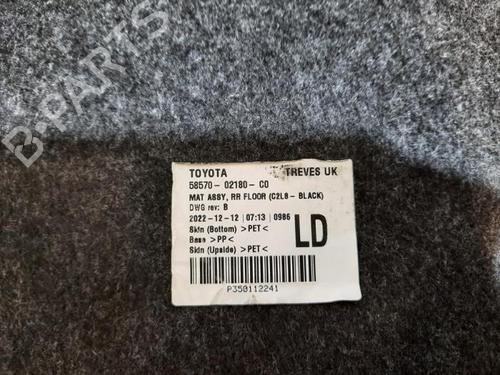 B-PARTS
TOYOTA TREVES UK
58570- 02180- C0
MAT ASSY, RR FLOOR (C2L8 - BLACK)
DWG rev: B
2022-12-12 | 07:13 | 0986
Skin (Bottom) >PET<
Base >PP<
Skin (Upside) >PET<
LD
P350112241